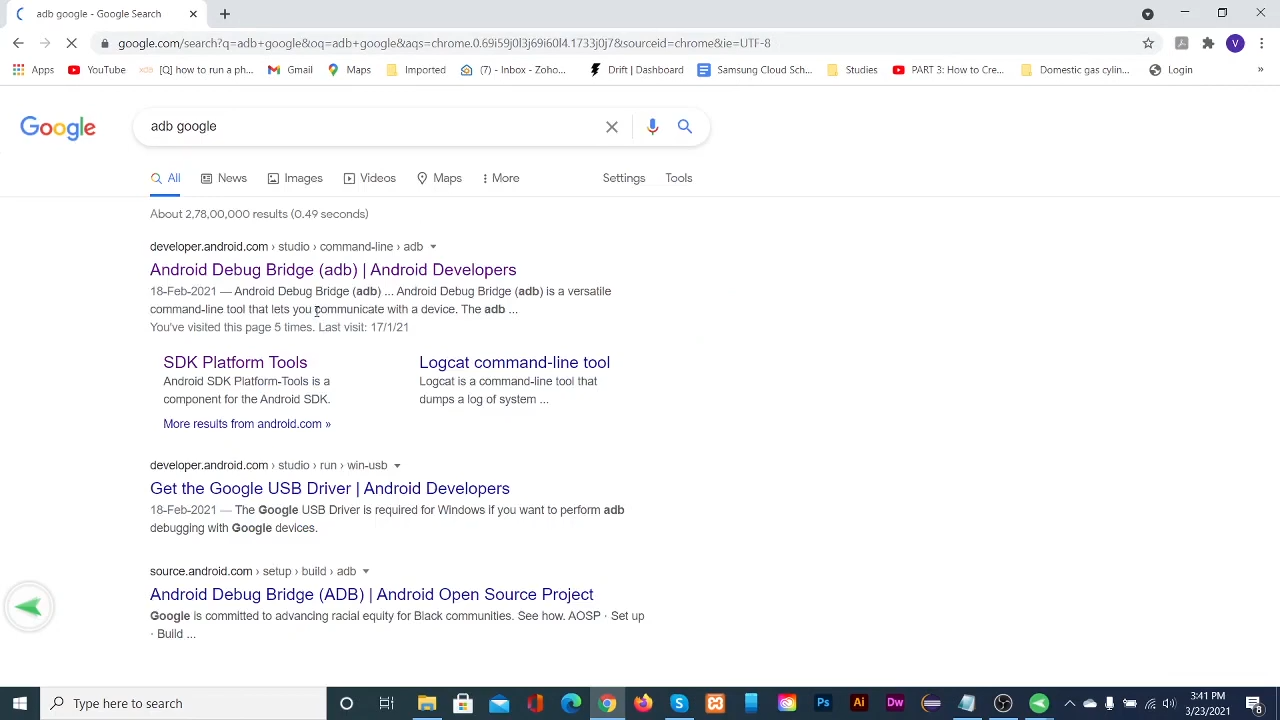 adb google - Google Search
google.com/search?q=adb+google&oq=adb+google&aqs=chrome.0.69i59j0l3j69i60l4.1733j0j7&sourceid=chrome&ie=UTF-8
V
Apps YouTube xda [Q] how to run a ph... Gmail Maps Imported (7) - Inbox - Zoho... Drift | Dashboard Samsung Cloud Sch... Studies PART 3: How to Cre... Domestic gas cylin... Login »
Google adb google
All News Images Videos Maps More Settings Tools
About 2,78,00,000 results (0.49 seconds)
developer.android.com › studio › command-line › adb
Android Debug Bridge (adb) | Android Developers
18-Feb-2021 — Android Debug Bridge (adb) ... Android Debug Bridge (adb) is a versatile
command-line tool that lets you communicate with a device. The adb ...
You've visited this page 5 times. Last visit: 17/1/21
SDK Platform Tools Logcat command-line tool
Android SDK Platform-Tools is a Logcat is a command-line tool that
component for the Android SDK. dumps a log of system ...
More results from android.com »
developer.android.com › studio › run › win-usb
Get the Google USB Driver | Android Developers
18-Feb-2021 — The Google USB Driver is required for Windows if you want to perform adb
debugging with Google devices.
source.android.com › setup › build › adb
Android Debug Bridge (ADB) | Android Open Source Project
Google is committed to advancing racial equity for Black communities. See how. AOSP · Set up
· Build ...
Type here to search Ps Ai Dw 3:41 PM
3/23/2021 8